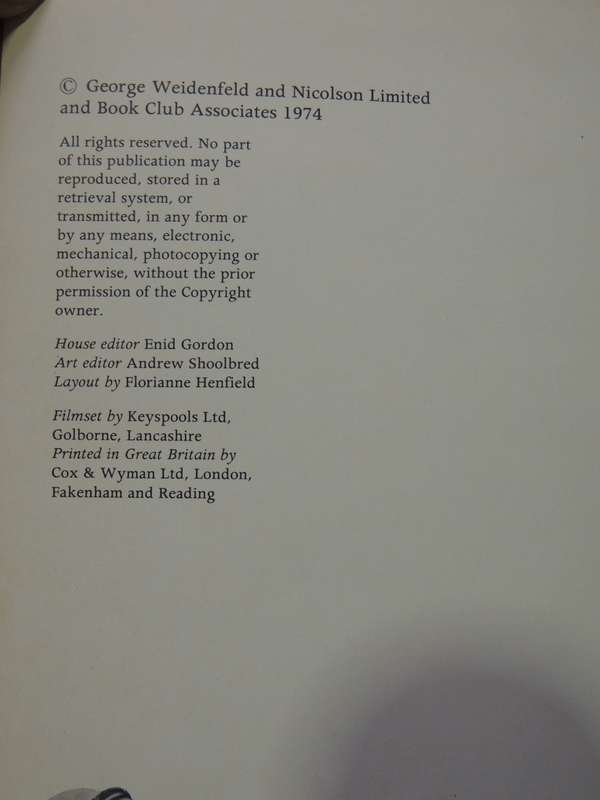 © George Weidenfeld and Nicolson Limited
and Book Club Associates 1974
All rights reserved. No part
of this publication may be
reproduced, stored in a
retrieval system, or
transmitted, in any form or
by any means, electronic,
mechanical, photocopying or
otherwise, without the prior
permission of the Copyright
owner.
House editor Enid Gordon
Art editor Andrew Shoolbred
Layout by Florianne Henfield
Filmset by Keyspools Ltd,
Golborne, Lancashire
Printed in Great Britain by
Cox & Wyman Ltd, London,
Fakenham and Reading